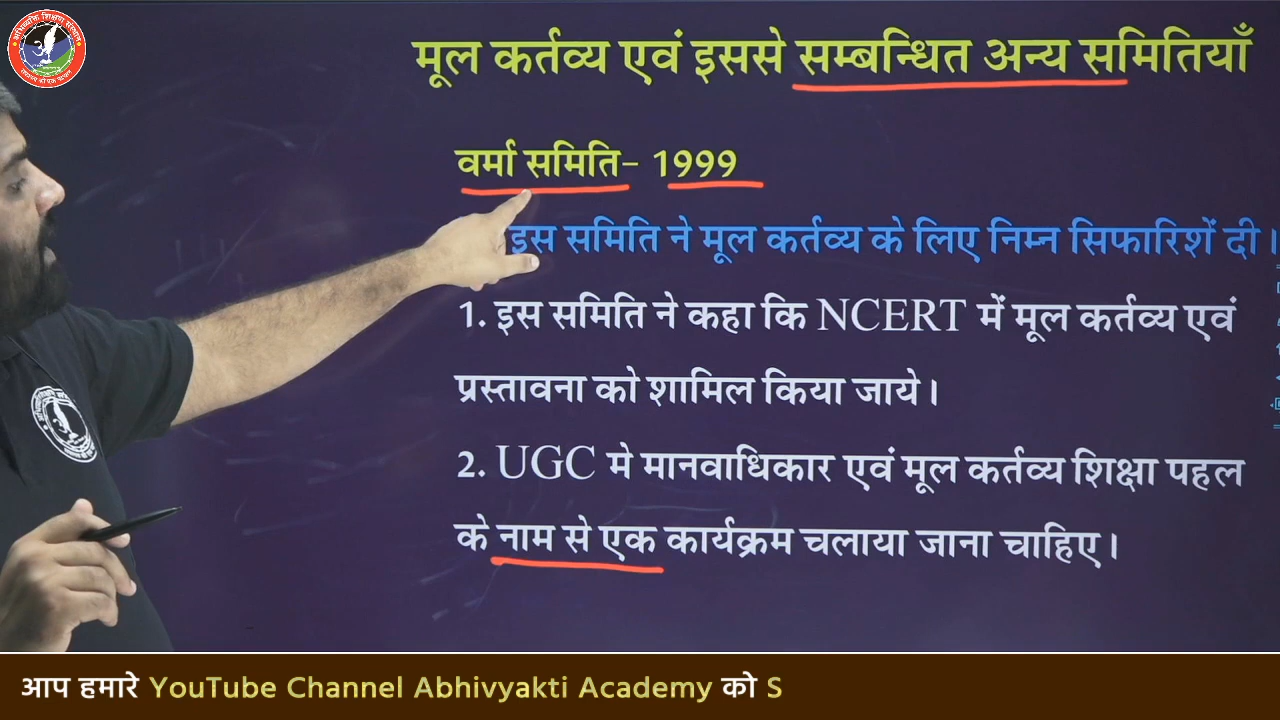 मूल कर्तव्य एवं इससे सम्बन्धित अन्य समितियाँ
वर्मा समिति– 1999
इस समिति ने मूल कर्तव्य के लिए निम्न सिफारिशें दी।
1. इस समिति ने कहा कि NCERT में मूल कर्तव्य एवं
प्रस्तावना को शामिल किया जाये।
2. UGC मे मानवाधिकार एवं मूल कर्तव्य शिक्षा पहल
के नाम से एक कार्यक्रम चलाया जाना चाहिए।
आप हमारे YouTube Channel Abhivyakti Academy को S